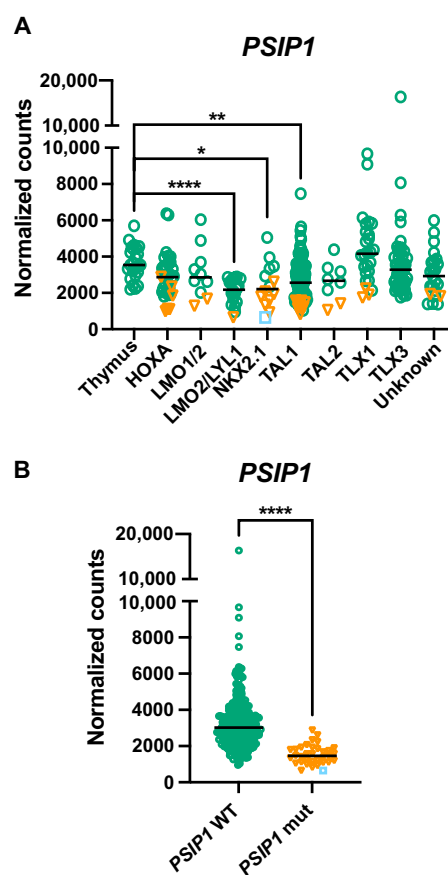 A
PSIP1
Normalized counts
20,000
10,000
10,000
8000
6000
4000
2000
0
**
*
****
Thymus
HOXA
LMO1/2
LMO2/LYL1
NKX2.1
TAL1
TAL2
TLX1
TLX3
Unknown
B
PSIP1
Normalized counts
20,000
10,000
10,000
8000
6000
4000
2000
0
****
PSIP1 WT
PSIP1 mut